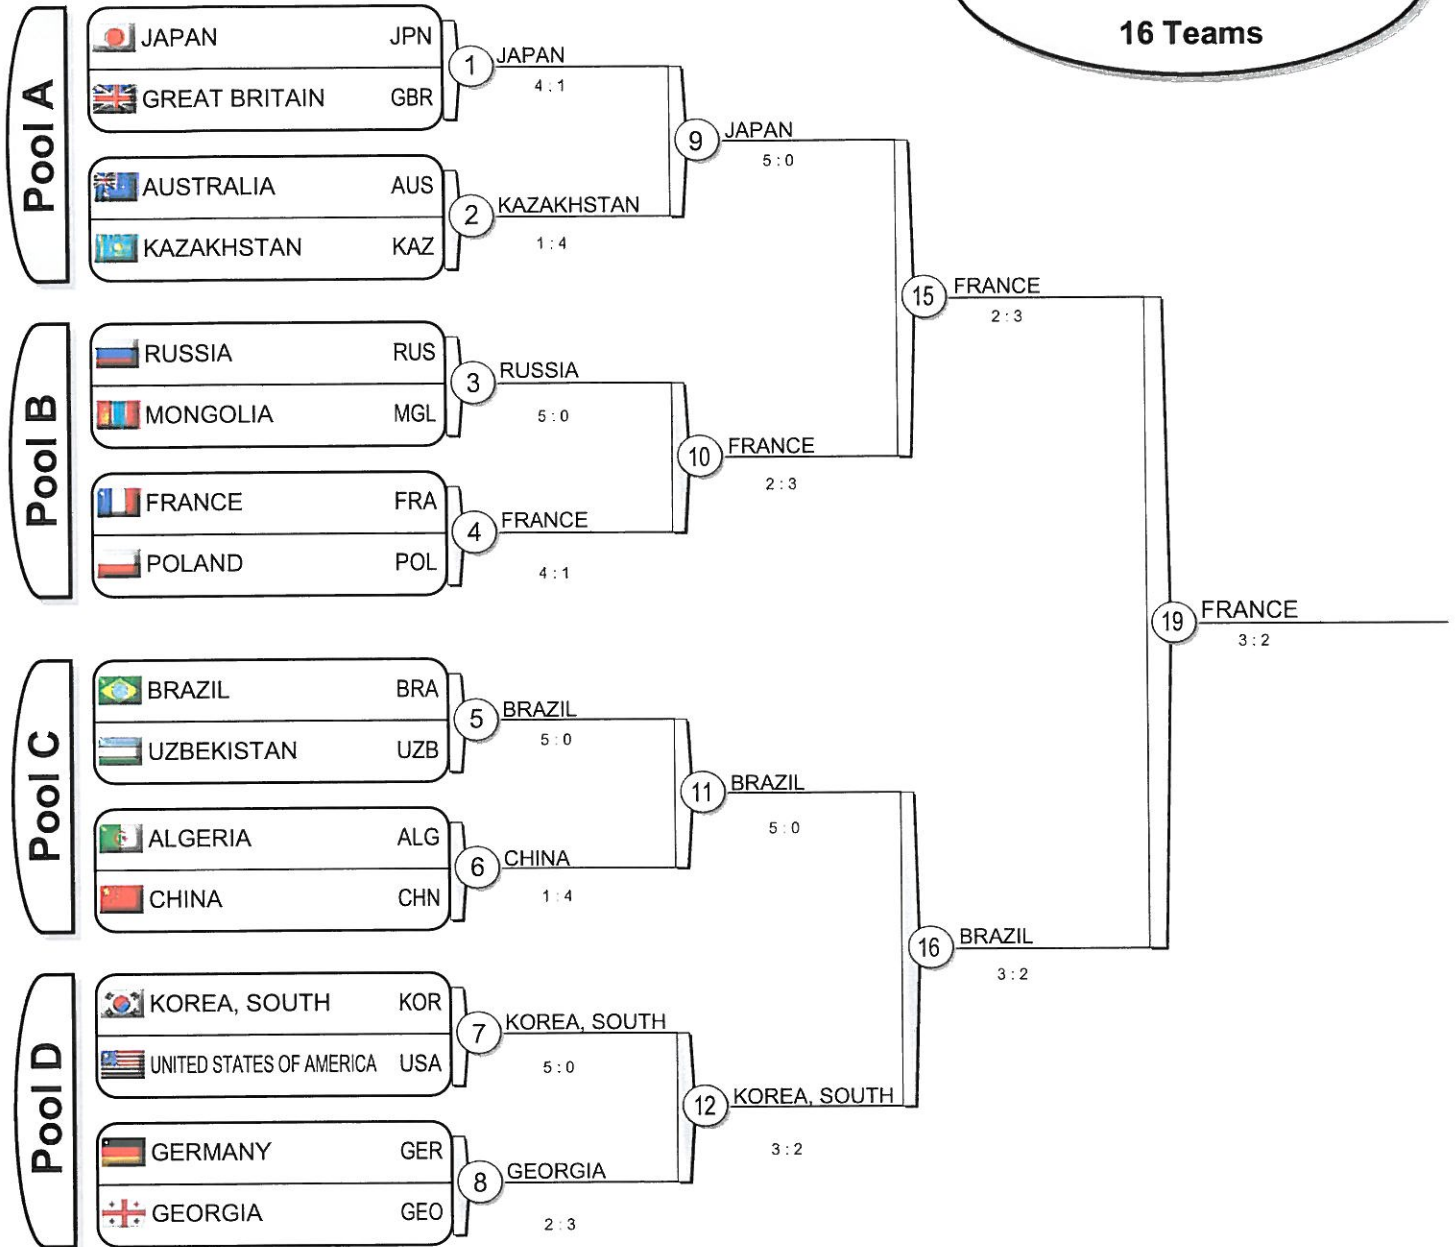 16 Teams
Pool A
JAPAN JPN
GREAT BRITAIN GBR
AUSTRALIA AUS
KAZAKHSTAN KAZ
1 JAPAN
4 : 1
2 KAZAKHSTAN
1 : 4
9 JAPAN
5 : 0
Pool B
RUSSIA RUS
MONGOLIA MGL
FRANCE FRA
POLAND POL
3 RUSSIA
5 : 0
4 FRANCE
4 : 1
10 FRANCE
2 : 3
15 FRANCE
2 : 3
Pool C
BRAZIL BRA
UZBEKISTAN UZB
ALGERIA ALG
CHINA CHN
5 BRAZIL
5 : 0
6 CHINA
1 : 4
11 BRAZIL
5 : 0
Pool D
KOREA, SOUTH KOR
UNITED STATES OF AMERICA USA
GERMANY GER
GEORGIA GEO
7 KOREA, SOUTH
5 : 0
8 GEORGIA
2 : 3
12 KOREA, SOUTH
3 : 2
16 BRAZIL
3 : 2
19 FRANCE
3 : 2